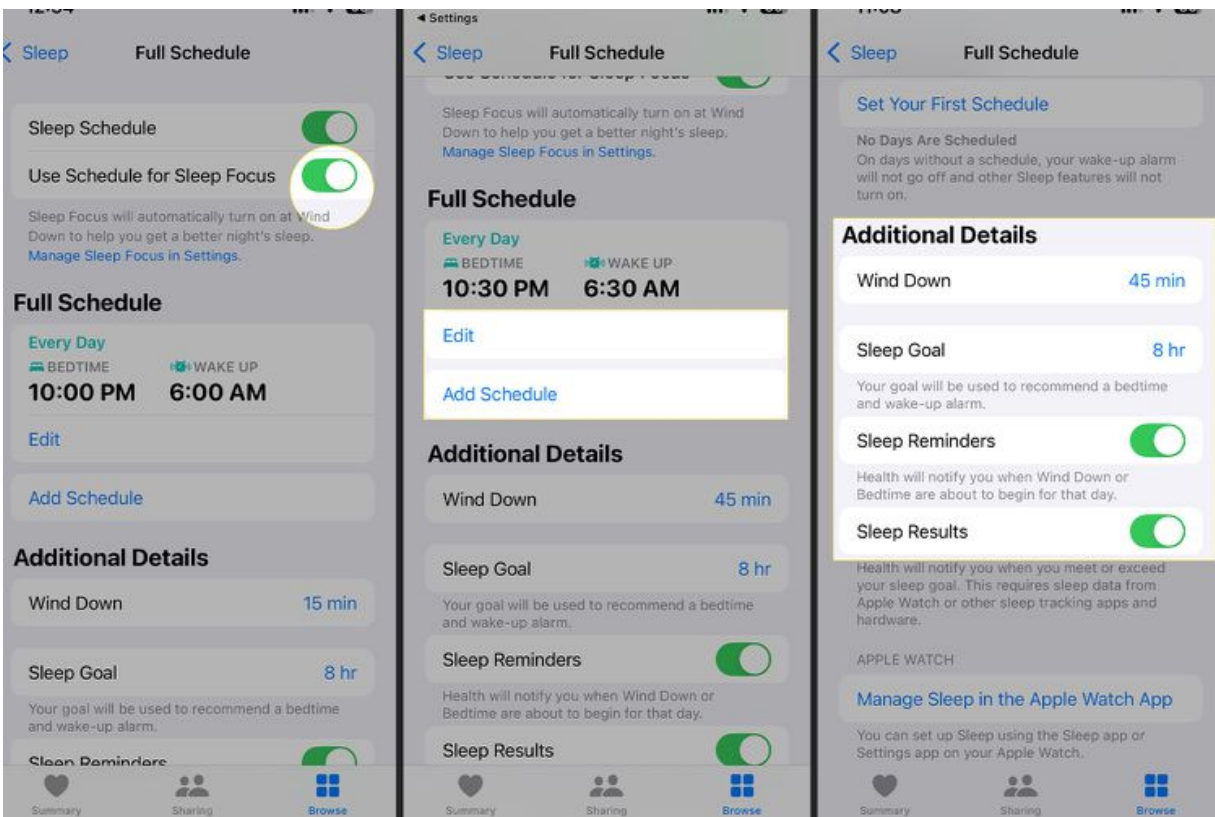 Sleep
Full Schedule
Sleep Schedule
Use Schedule for Sleep Focus
Sleep Focus will automatically turn on at Wind
Down to help you get a better night's sleep.
Manage Sleep Focus in Settings.
Full Schedule
Every Day
BEDTIME
WAKE UP
10:00 PM
6:00 AM
Edit
Add Schedule
Additional Details
Wind Down
15 min
Sleep Goal
8 hr
Your goal will be used to recommend a bedtime
and wake-up alarm.
Sleep Reminders
Summary
Sharing
Browse
Settings
Sleep
Full Schedule
Use Schedule for Sleep Focus
Sleep Focus will automatically turn on at Wind
Down to help you get a better night's sleep.
Manage Sleep Focus in Settings.
Full Schedule
Every Day
BEDTIME
WAKE UP
10:30 PM
6:30 AM
Edit
Add Schedule
Additional Details
Wind Down
45 min
Sleep Goal
8 hr
Your goal will be used to recommend a bedtime
and wake-up alarm.
Sleep Reminders
Health will notify you when Wind Down or
Bedtime are about to begin for that day.
Sleep Results
Summary
Sharing
Browse
Sleep
Full Schedule
Set Your First Schedule
No Days Are Scheduled
On days without a schedule, your wake-up alarm
will not go off and other Sleep features will not
turn on.
Additional Details
Wind Down
45 min
Sleep Goal
8 hr
Your goal will be used to recommend a bedtime
and wake-up alarm.
Sleep Reminders
Health will notify you when Wind Down or
Bedtime are about to begin for that day.
Sleep Results
Health will notify you when you meet or exceed
your sleep goal. This requires sleep data from
Apple Watch or other sleep tracking apps and
hardware.
APPLE WATCH
Manage Sleep in the Apple Watch App
You can set up Sleep using the Sleep app or
Settings app on your Apple Watch.
Summary
Sharing
Browse